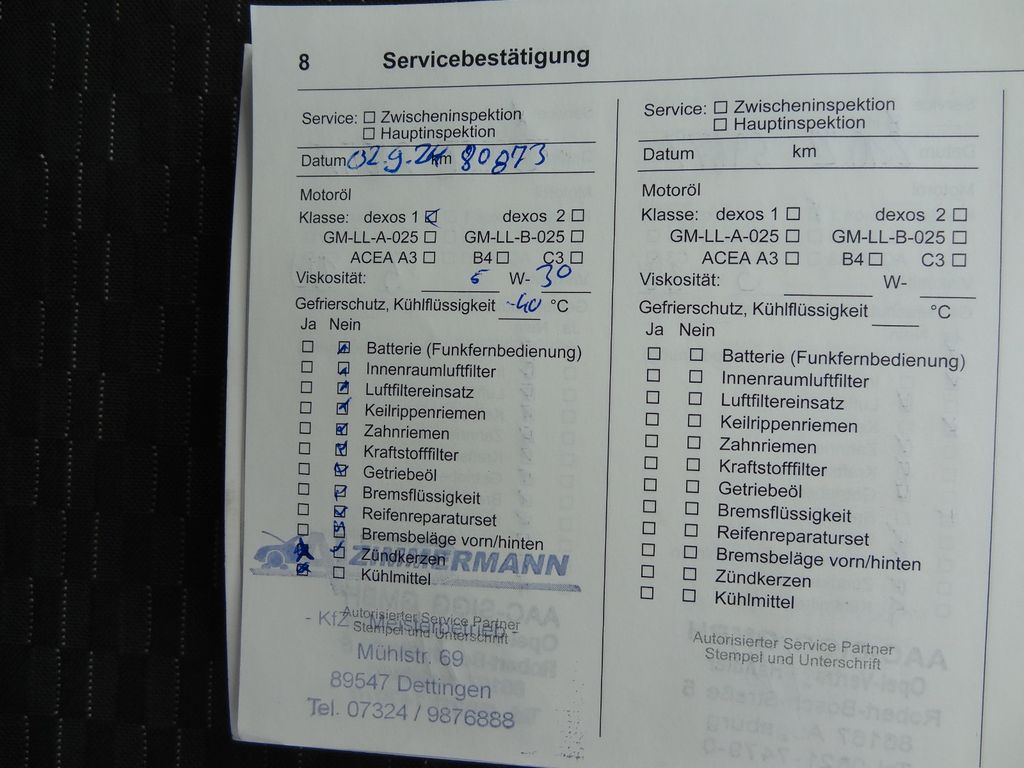 8 Servicebestätigung
Service: ☐ Zwischeninspektion
☐ Hauptinspektion
Datum 02.9.24 km 80873
Motoröl
Klasse: dexos 1 ☑ dexos 2 ☐
GM-LL-A-025 ☐ GM-LL-B-025 ☐
ACEA A3 ☐ B4 ☐ C3 ☐
Viskosität: 5 W- 30
Gefrierschutz, Kühlflüssigkeit -40 °C
Ja Nein
Batterie (Funkfernbedienung)
Innenraumluftfilter
Luftfiltereinsatz
Keilrippenriemen
Zahnriemen
Kraftstofffilter
Getriebeöl
Bremsflüssigkeit
Reifenreparaturset
Bremsbeläge vorn/hinten
Zündkerzen
ZIMMERMANN
Kühlmittel
Autorisierter Service Partner
Stempel und Unterschrift
- Kfz - Meisterbetrieb -
Mühlstr. 69
89547 Dettingen
Tel. 07324 / 9876888
Service: ☐ Zwischeninspektion
☐ Hauptinspektion
Datum km
Motoröl
Klasse: dexos 1 ☐ dexos 2 ☐
GM-LL-A-025 ☐ GM-LL-B-025 ☐
ACEA A3 ☐ B4 ☐ C3 ☐
Viskosität: W-
Gefrierschutz, Kühlflüssigkeit °C
Ja Nein
Batterie (Funkfernbedienung)
Innenraumluftfilter
Luftfiltereinsatz
Keilrippenriemen
Zahnriemen
Kraftstofffilter
Getriebeöl
Bremsflüssigkeit
Reifenreparaturset
Bremsbeläge vorn/hinten
Zündkerzen
Kühlmittel
Autorisierter Service Partner
Stempel und Unterschrift